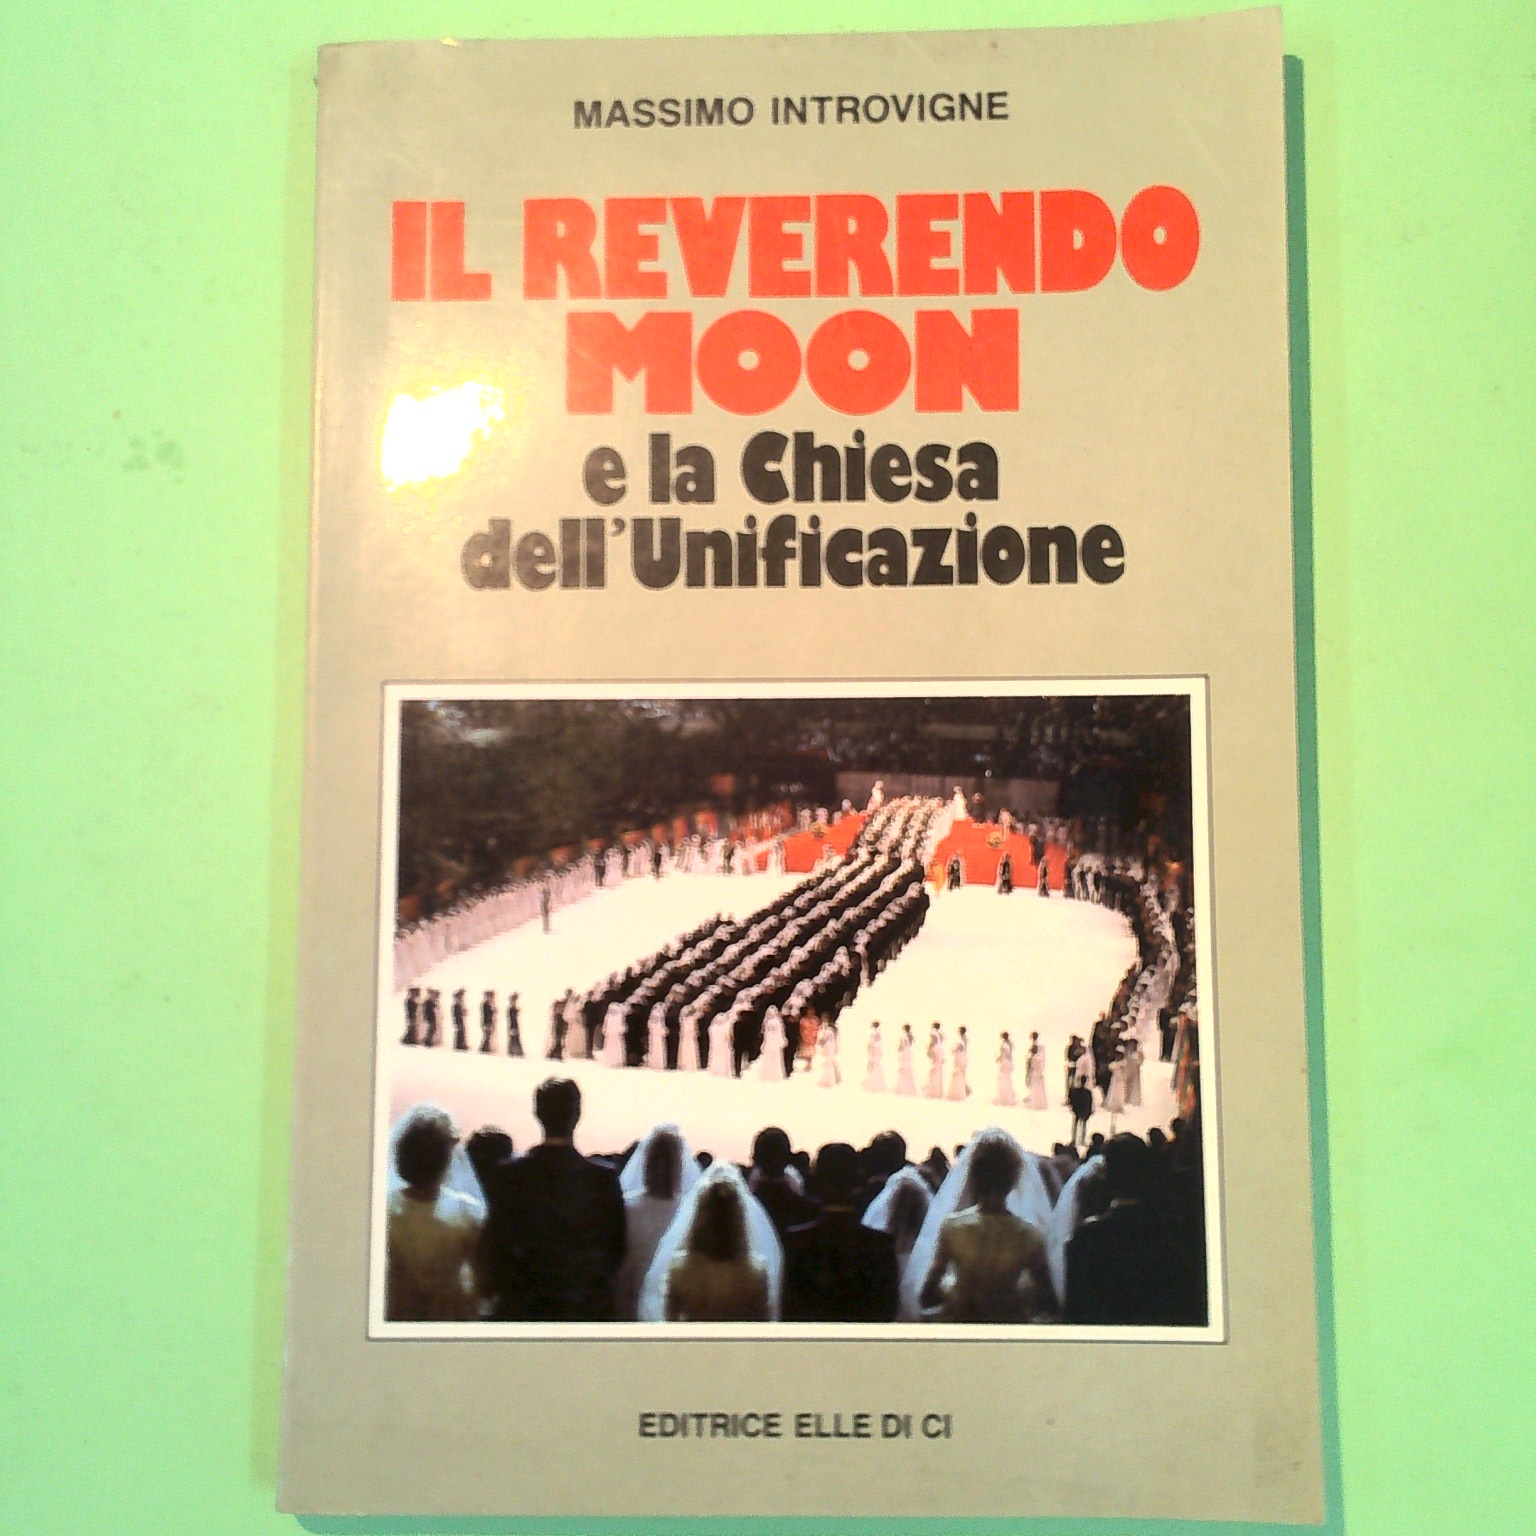 MASSIMO INTROVIGNE
IL REVERENDO
MOON
e la Chiesa
dell'Unificazione
EDITRICE ELLE DI CI